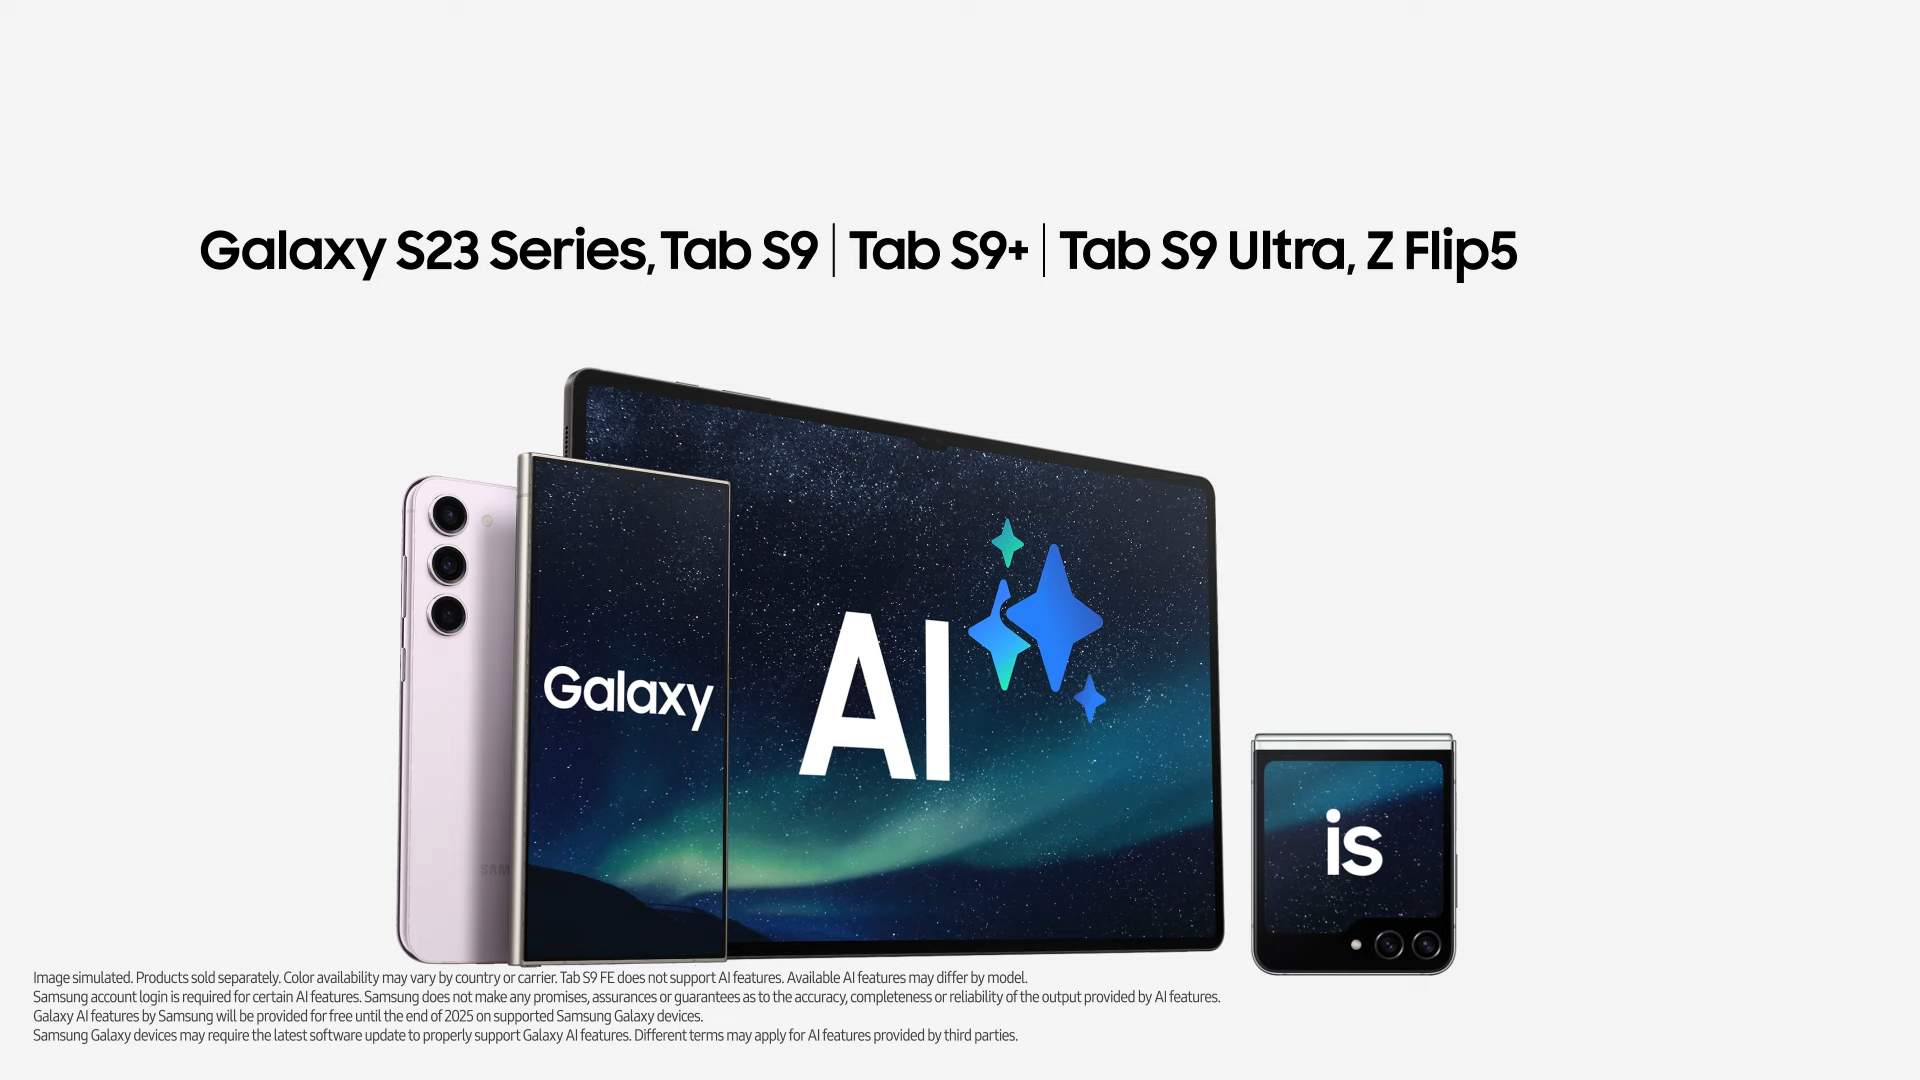 Galaxy S23 Series, Tab S9 | Tab S9+ | Tab S9 Ultra, Z Flip5
Galaxy
AI
is
SAM
Image simulated. Products sold separately. Color availability may vary by country or carrier. Tab S9 FE does not support AI features. Available AI features may differ by model.
Samsung account login is required for certain AI features. Samsung does not make any promises, assurances or guarantees as to the accuracy, completeness or reliability of the output provided by AI features.
Galaxy AI features by Samsung will be provided for free until the end of 2025 on supported Samsung Galaxy devices.
Samsung Galaxy devices may require the latest software update to properly support Galaxy AI features. Different terms may apply for AI features provided by third parties.